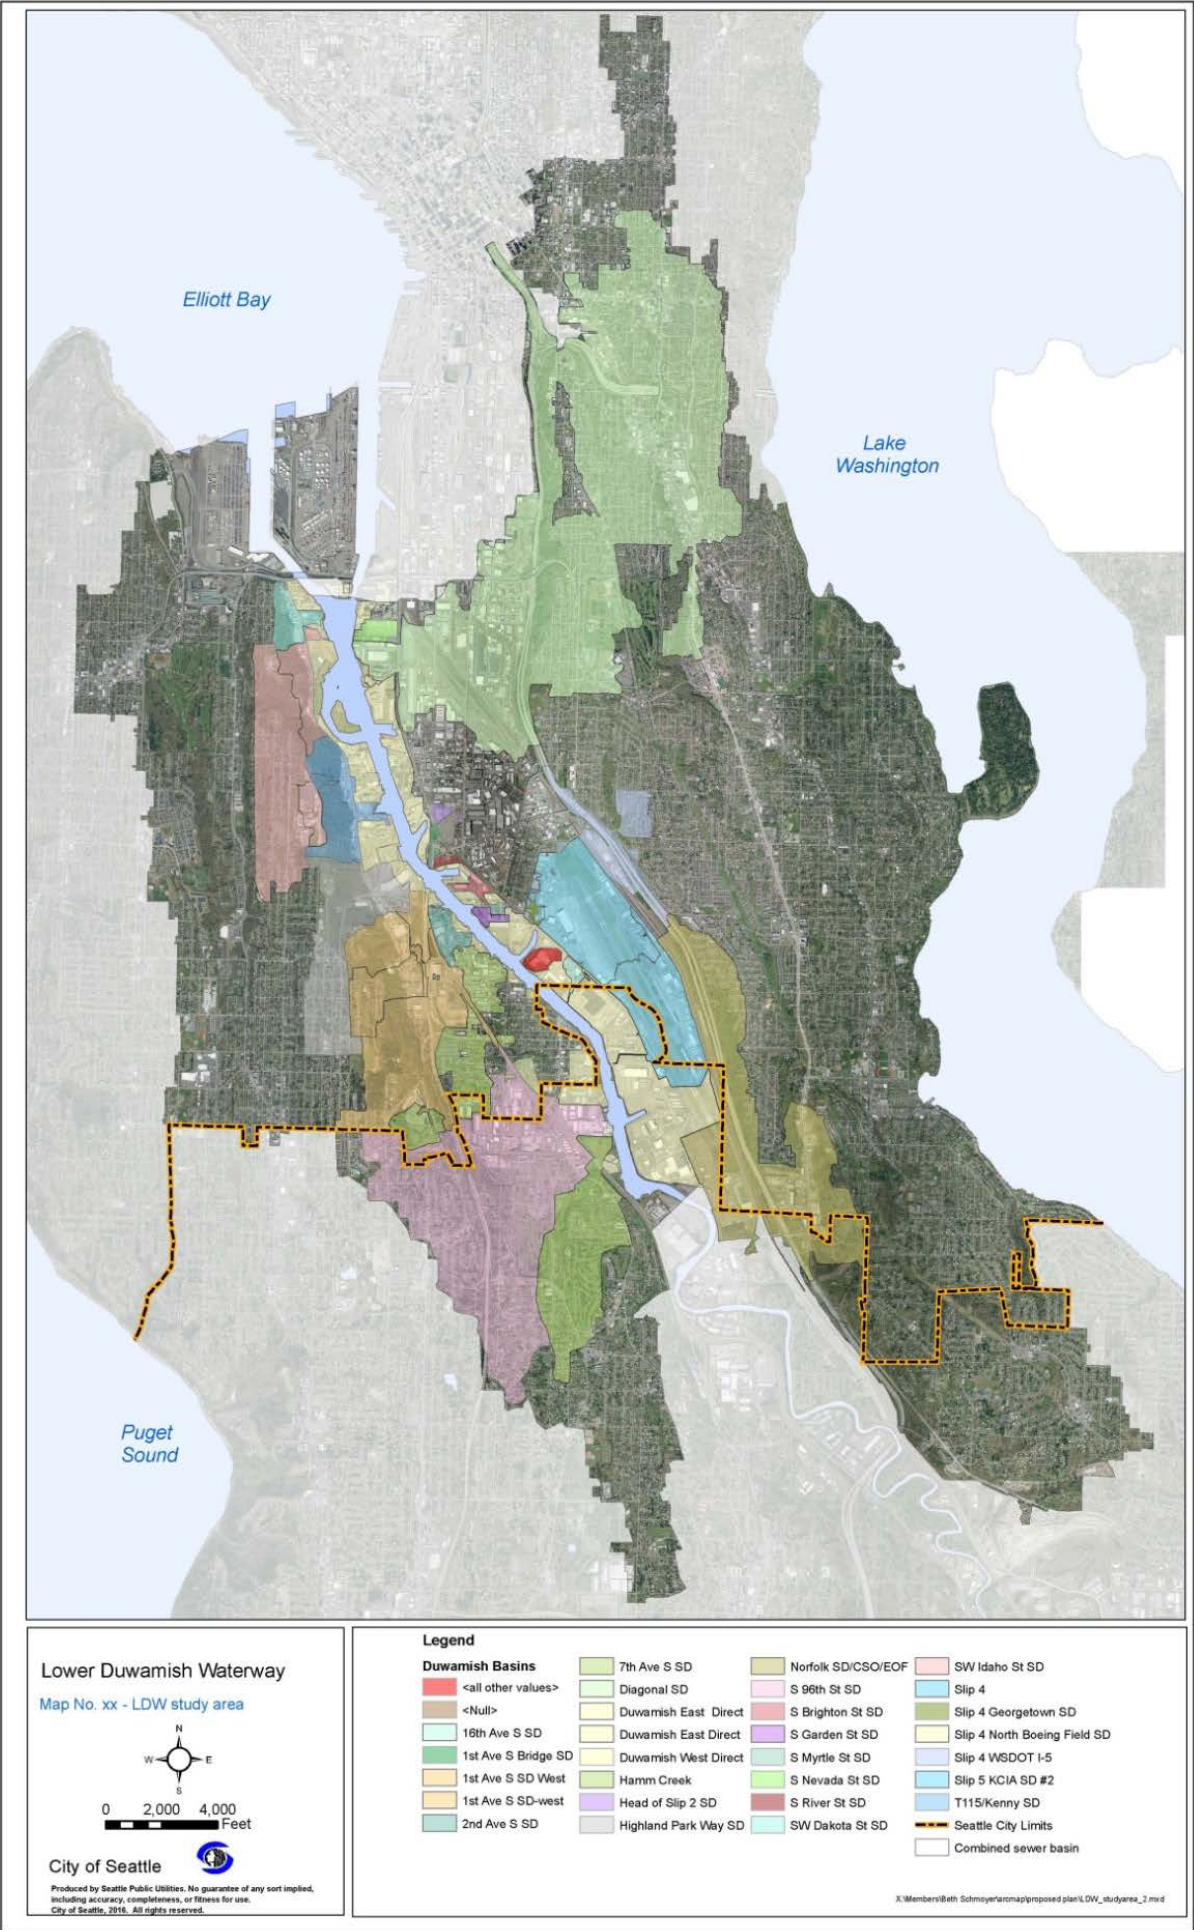 Elliott Bay
Lake
Washington
Puget
Sound
Lower Duwamish Waterway
Map No. xx - LDW study area
N
W
E
S
0 2,000 4,000
Feet
City of Seattle
Produced by Seattle Public Utilities. No guarantee of any sort implied,
including accuracy, completeness, or fitness for use.
City of Seattle, 2016. All rights reserved.
Legend
Duwamish Basins
<all other values>
<Null>
16th Ave S SD
1st Ave S Bridge SD
1st Ave S SD West
1st Ave S SD-west
2nd Ave S SD
7th Ave S SD
Diagonal SD
Duwamish East  Direct
Duwamish East Direct
Duwamish West Direct
Hamm Creek
Head of Slip 2 SD
Highland Park Way SD
Norfolk SD/CSO/EOF
S 96th St SD
S Brighton St SD
S Garden St SD
S Myrtle St SD
S Nevada St SD
S River St SD
SW Dakota St SD
SW Idaho St SD
Slip 4
Slip 4 Georgetown SD
Slip 4 North Boeing Field SD
Slip 4 WSDOT I-5
Slip 5 KCIA SD #2
T115/Kenny SD
Seattle City Limits
Combined sewer basin
X:\Members\Beth Schmoyer\arcmap\proposed plan\LDW_studyarea_2.mxd